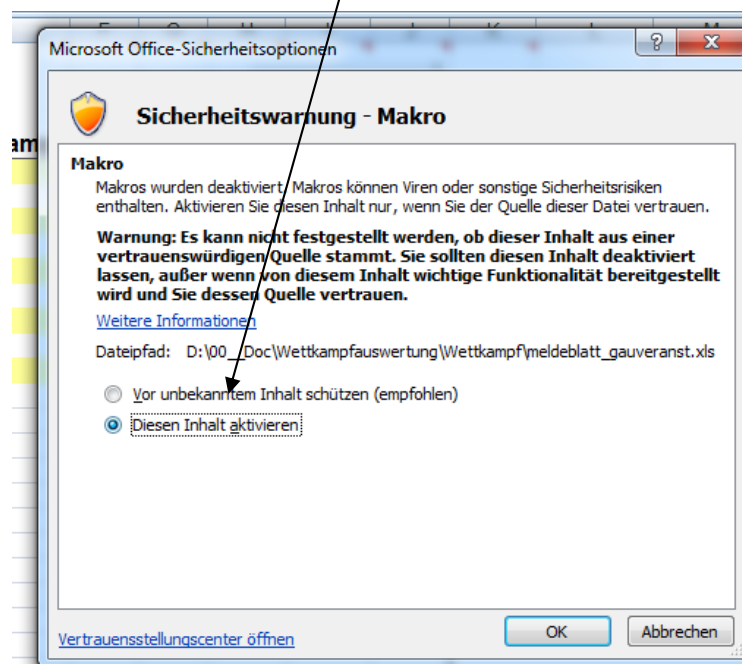 Microsoft Office-Sicherheitsoptionen
Sicherheitswarnung - Makro
am
Makro
Makros wurden deaktiviert. Makros können Viren oder sonstige Sicherheitsrisiken
enthalten. Aktivieren Sie diesen Inhalt nur, wenn Sie der Quelle dieser Datei vertrauen.
Warnung: Es kann nicht festgestellt werden, ob dieser Inhalt aus einer
vertrauenswürdigen Quelle stammt. Sie sollten diesen Inhalt deaktiviert
lassen, außer wenn von diesem Inhalt wichtige Funktionalität bereitgestellt
wird und Sie dessen Quelle vertrauen.
Weitere Informationen
Dateipfad: D:\00__Doc\Wettkampfauswertung\Wettkampf\meldeblatt_gauveranst.xls
Vor unbekanntem Inhalt schützen (empfohlen)
Diesen Inhalt aktivieren
Vertrauensstellungscenter öffnen
OK
Abbrechen